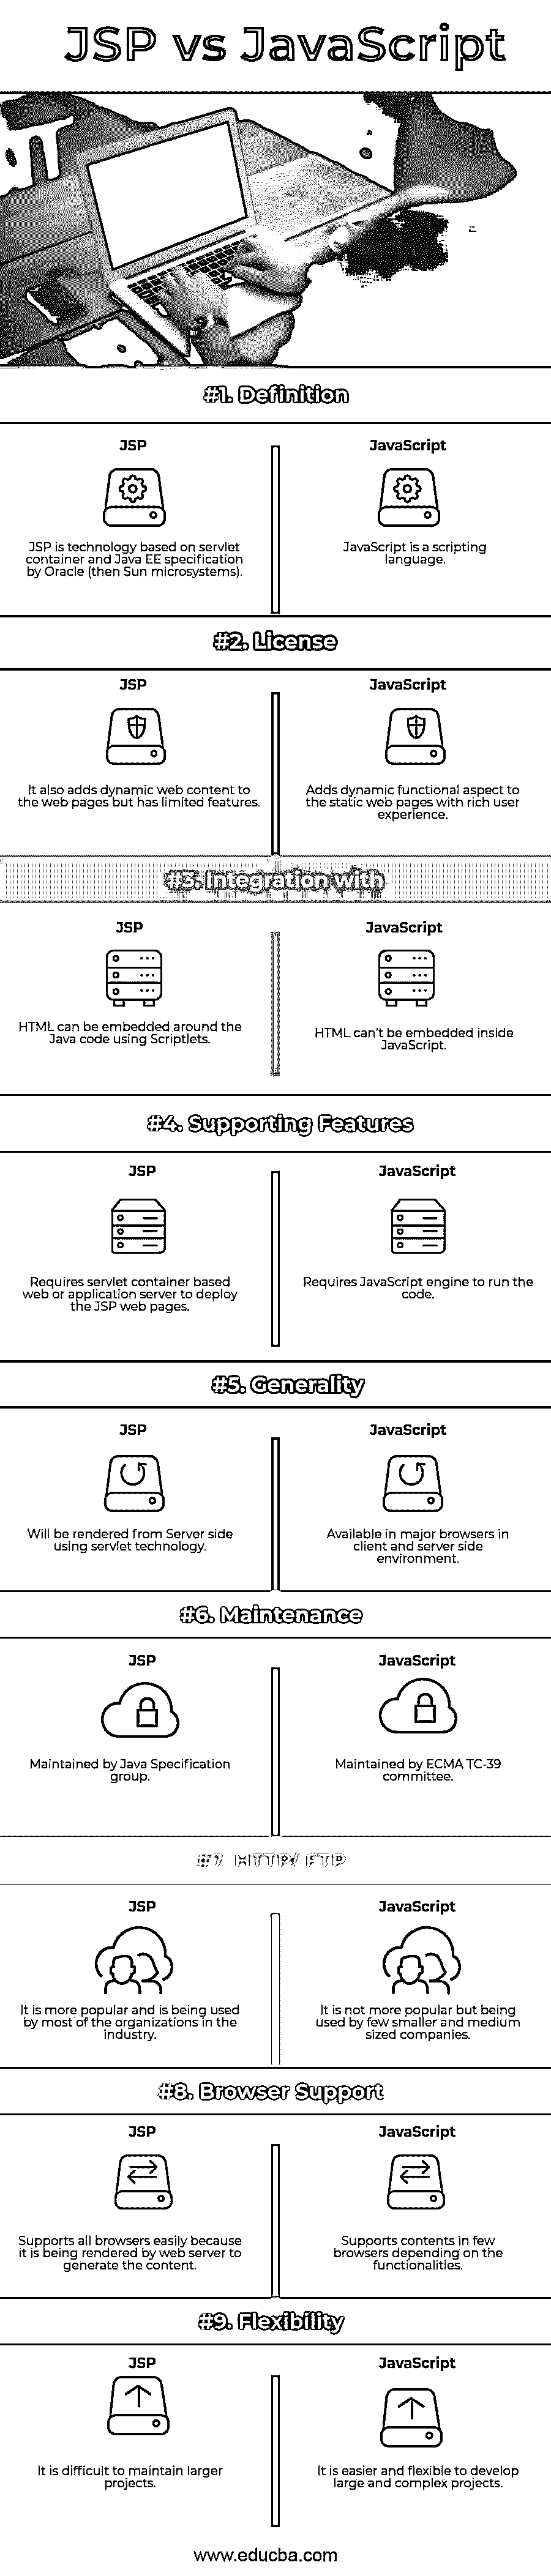 JSP vs JavaScript
#1. Definition
JSP
JavaScript
JSP is technology based on servlet
container and Java EE specification
by Oracle (then Sun microsystems).
JavaScript is a scripting
language.
#2. License
JSP
JavaScript
It also adds dynamic web content to
the web pages but has limited features.
Adds dynamic functional aspect to
the static web pages with rich user
experience.
#3. Integration with
JSP
JavaScript
HTML can be embedded around the
Java code using Scriptlets.
HTML can't be embedded inside
JavaScript.
#4. Supporting Features
JSP
JavaScript
Requires servlet container based
web or application server to deploy
the JSP web pages.
Requires JavaScript engine to run the
code.
#5. Generality
JSP
JavaScript
Will be rendered from Server side
using servlet technology.
Available in major browsers in
client and server side
environment.
#6. Maintenance
JSP
JavaScript
Maintained by Java Specification
group.
Maintained by ECMA TC-39
committee.
#7 HTTP/ FTP
JSP
JavaScript
It is more popular and is being used
by most of the organizations in the
industry.
It is not more popular but being
used by few smaller and medium
sized companies.
#8. Browser Support
JSP
JavaScript
Supports all browsers easily because
it is being rendered by web server to
generate the content.
Supports contents in few
browsers depending on the
functionalities.
#9. Flexibility
JSP
JavaScript
It is difficult to maintain larger
projects.
It is easier and flexibie to develop
large and complex projects.
www.educba.com